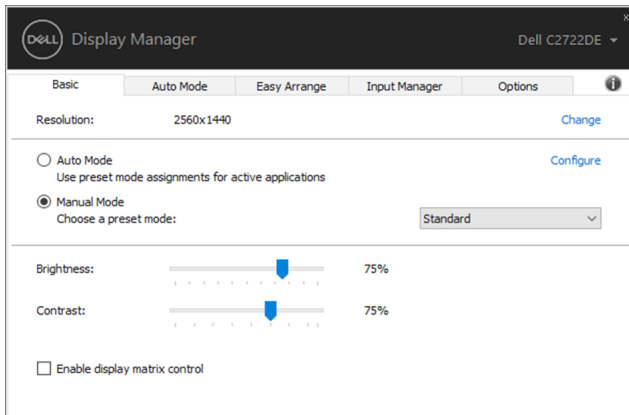 x
DELL Display Manager Dell C2722DE
Basic Auto Mode Easy Arrange Input Manager Options i
Resolution: 2560x1440 Change
Auto Mode Configure
Use preset mode assignments for active applications
Manual Mode
Choose a preset mode: Standard
Brightness: 75%
Contrast: 75%
Enable display matrix control